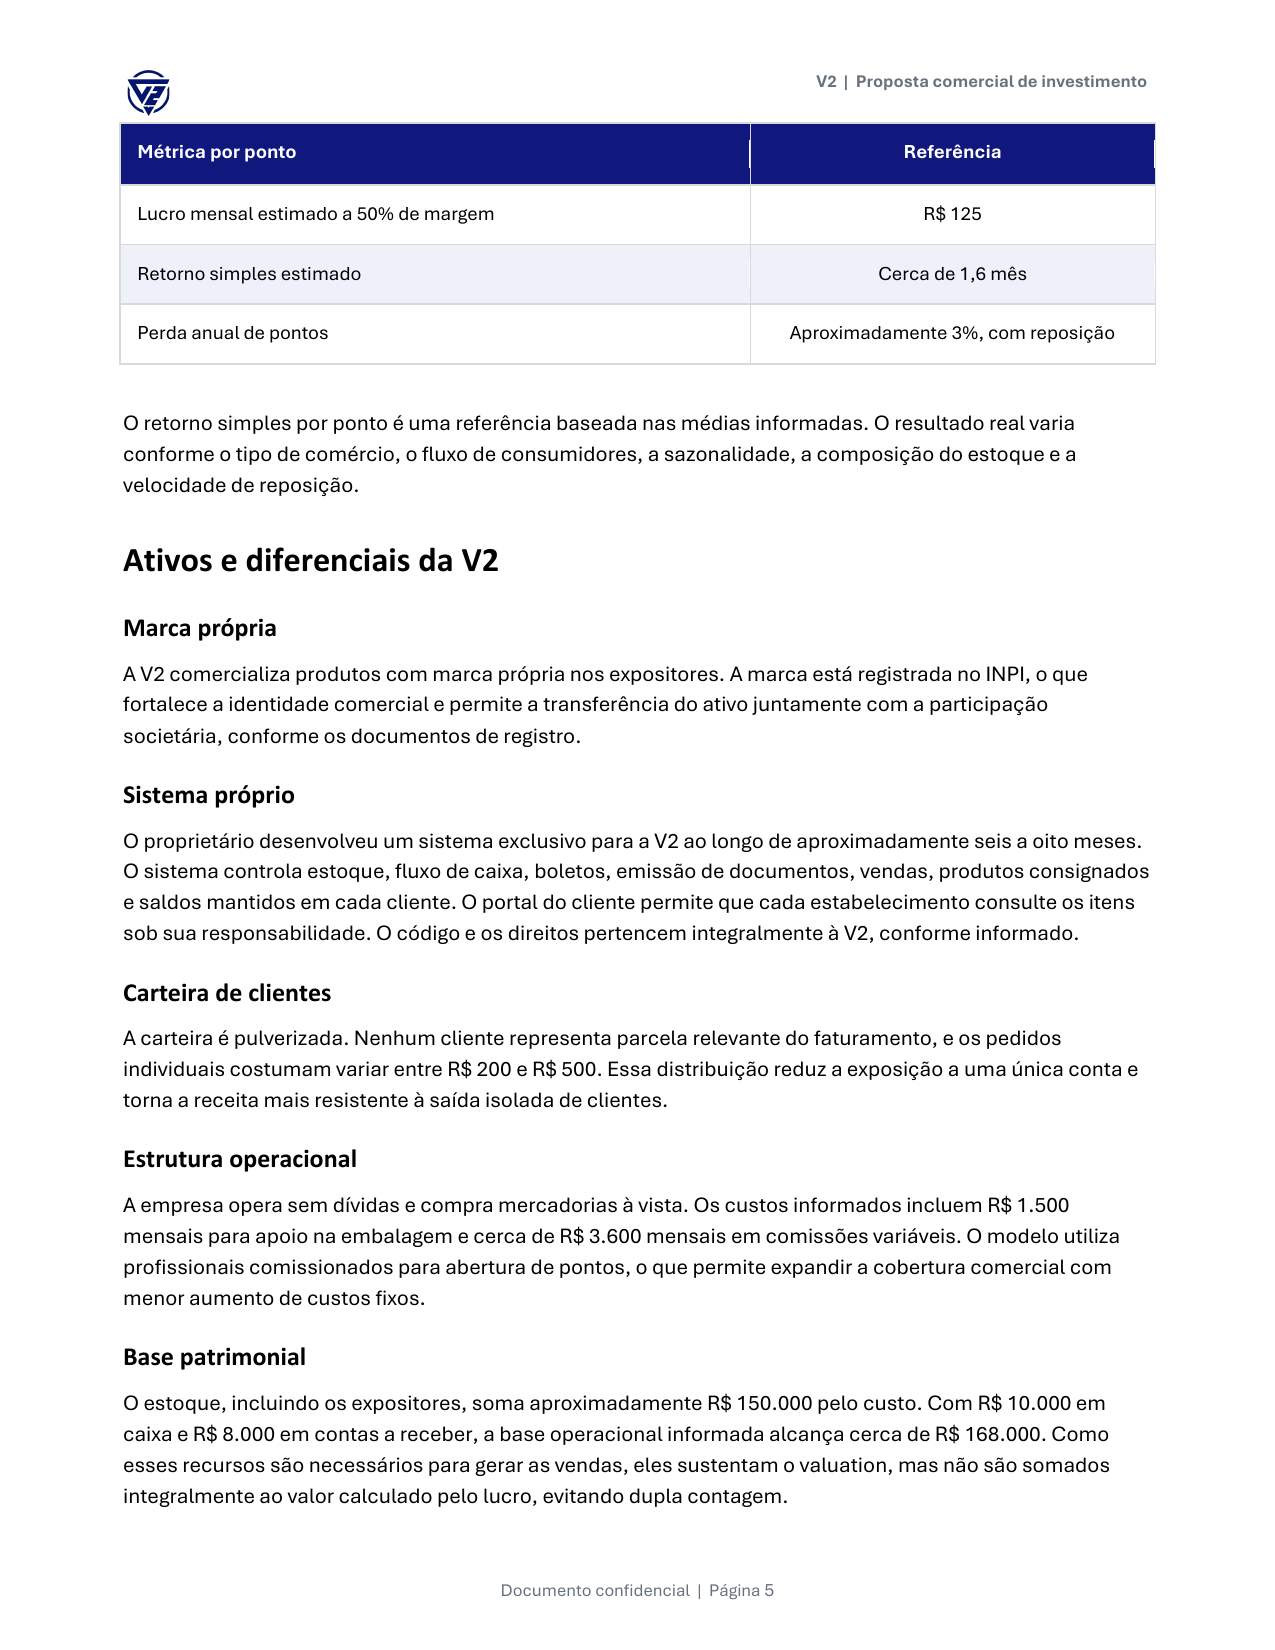 V2
V2 | Proposta comercial de investimento
Métrica por ponto Referência
Lucro mensal estimado a 50% de margem R$ 125
Retorno simples estimado Cerca de 1,6 mês
Perda anual de pontos Aproximadamente 3%, com reposição
O retorno simples por ponto é uma referência baseada nas médias informadas. O resultado real varia
conforme o tipo de comércio, o fluxo de consumidores, a sazonalidade, a composição do estoque e a
velocidade de reposição.
Ativos e diferenciais da V2
Marca própria
A V2 comercializa produtos com marca própria nos expositores. A marca está registrada no INPI, o que
fortalece a identidade comercial e permite a transferência do ativo juntamente com a participação
societária, conforme os documentos de registro.
Sistema próprio
O proprietário desenvolveu um sistema exclusivo para a V2 ao longo de aproximadamente seis a oito meses.
O sistema controla estoque, fluxo de caixa, boletos, emissão de documentos, vendas, produtos consignados
e saldos mantidos em cada cliente. O portal do cliente permite que cada estabelecimento consulte os itens
sob sua responsabilidade. O código e os direitos pertencem integralmente à V2, conforme informado.
Carteira de clientes
A carteira é pulverizada. Nenhum cliente representa parcela relevante do faturamento, e os pedidos
individuais costumam variar entre R$ 200 e R$ 500. Essa distribuição reduz a exposição a uma única conta e
torna a receita mais resistente à saída isolada de clientes.
Estrutura operacional
A empresa opera sem dívidas e compra mercadorias à vista. Os custos informados incluem R$ 1.500
mensais para apoio na embalagem e cerca de R$ 3.600 mensais em comissões variáveis. O modelo utiliza
profissionais comissionados para abertura de pontos, o que permite expandir a cobertura comercial com
menor aumento de custos fixos.
Base patrimonial
O estoque, incluindo os expositores, soma aproximadamente R$ 150.000 pelo custo. Com R$ 10.000 em
caixa e R$ 8.000 em contas a receber, a base operacional informada alcança cerca de R$ 168.000. Como
esses recursos são necessários para gerar as vendas, eles sustentam o valuation, mas não são somados
integralmente ao valor calculado pelo lucro, evitando dupla contagem.
Documento confidencial | Página 5